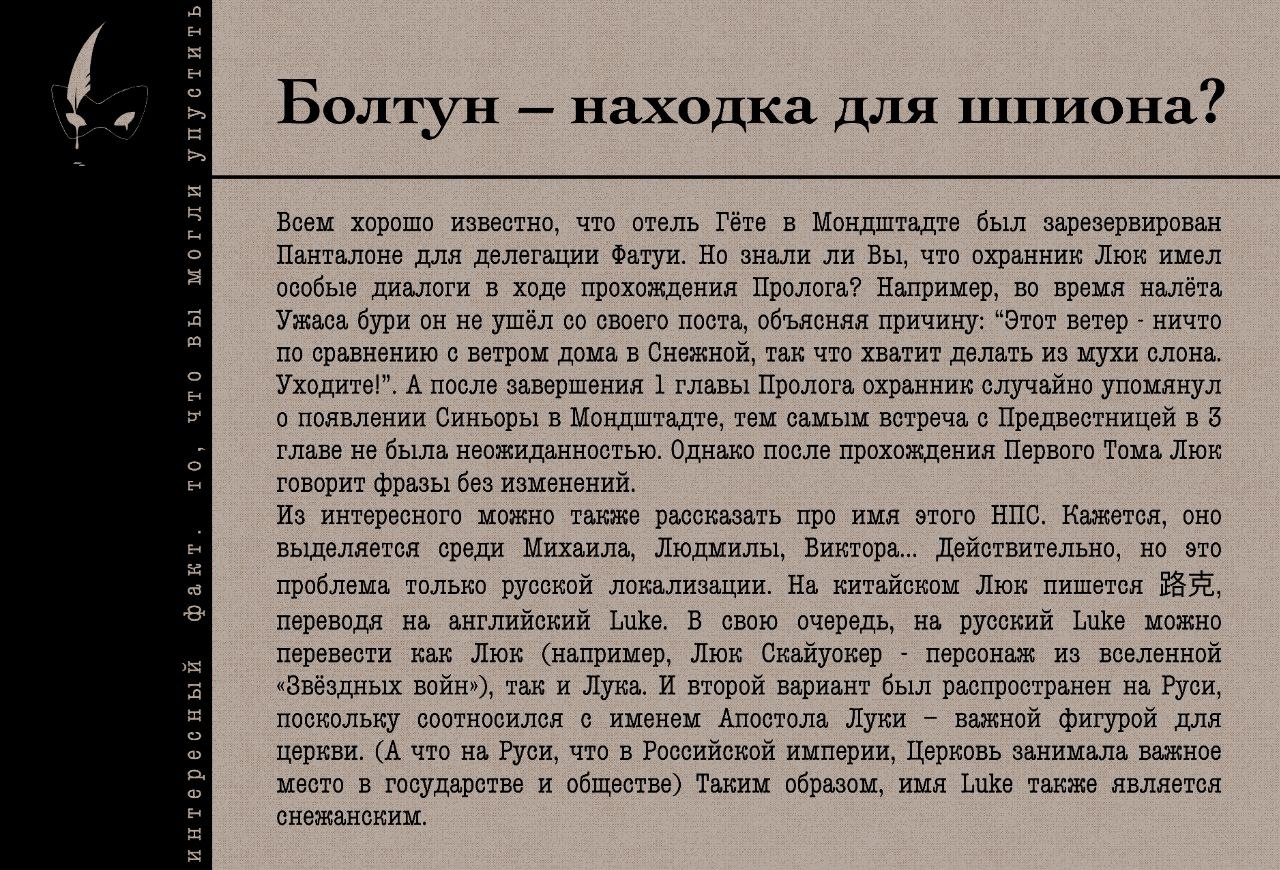 Болтун – находка для шпиона?
Всем хорошо известно, что отель Гёте в Мондштадте был зарезервирован
Панталоне для делегации Фатуи. Но знали ли Вы, что охранник Люк имел
особые диалоги в ходе прохождения Пролога? Например, во время налёта
Ужаса бури он не ушёл со своего поста, объясняя причину: “Этот ветер - ничто
по сравнению с ветром дома в Снежной, так что хватит делать из мухи слона.
Уходите!”. А после завершения 1 главы Пролога охранник случайно упомянул
о появлении Синьоры в Мондштадте, тем самым встреча с Предвестницей в 3
главе не была неожиданностью. Однако после прохождения Первого Тома Люк
говорит фразы без изменений.
Из интересного можно также рассказать про имя этого НПС. Кажется, оно
выделяется среди Михаила, Людмилы, Виктора... Действительно, но это
проблема только русской локализации. На китайском Люк пишется 路克,
переводя на английский Luke. В свою очередь, на русский Luke можно
перевести как Люк (например, Люк Скайуокер - персонаж из вселенной
«Звёздных войн»), так и Лука. И второй вариант был распространен на Руси,
поскольку соотносился с именем Апостола Луки – важной фигурой для
церкви. (А что на Руси, что в Российской империи, Церковь занимала важное
место в государстве и обществе) Таким образом, имя Luke также является
снежанским.
интересный факт. то, что вы могли упустить